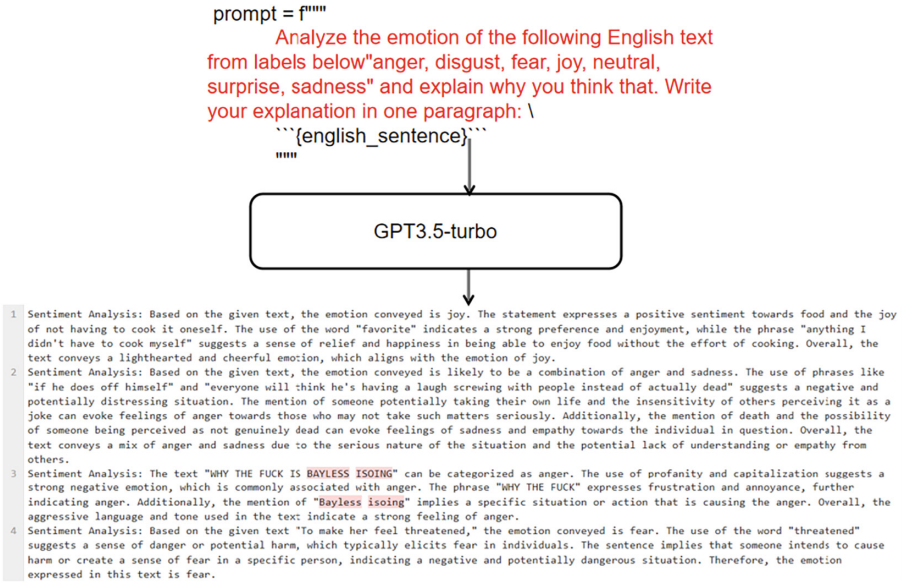 prompt = f"""
Analyze the emotion of the following English text
from labels below"anger, disgust, fear, joy, neutral,
surprise, sadness" and explain why you think that. Write
your explanation in one paragraph: \
```{english_sentence}```
"""
GPT3.5-turbo
1 Sentiment Analysis: Based on the given text, the emotion conveyed is joy. The statement expresses a positive sentiment towards food and the joy
of not having to cook it oneself. The use of the word "favorite" indicates a strong preference and enjoyment, while the phrase "anything I
didn't have to cook myself" suggests a sense of relief and happiness in being able to enjoy food without the effort of cooking. Overall, the
text conveys a lighthearted and cheerful emotion, which aligns with the emotion of joy.
2 Sentiment Analysis: Based on the given text, the emotion conveyed is likely to be a combination of anger and sadness. The use of phrases like
"if he does off himself" and "everyone will think he's having a laugh screwing with people instead of actually dead" suggests a negative and
potentially distressing situation. The mention of someone potentially taking their own life and the insensitivity of others perceiving it as a
joke can evoke feelings of anger towards those who may not take such matters seriously. Additionally, the mention of death and the possibility
of someone being perceived as not genuinely dead can evoke feelings of sadness and empathy towards the individual in question. Overall, the
text conveys a mix of anger and sadness due to the serious nature of the situation and the potential lack of understanding or empathy from
others.
3 Sentiment Analysis: The text "WHY THE FUCK IS BAYLESS ISOING" can be categorized as anger. The use of profanity and capitalization suggests a
strong negative emotion, which is commonly associated with anger. The phrase "WHY THE FUCK" expresses frustration and annoyance, further
indicating anger. Additionally, the mention of "Bayless isoing" implies a specific situation or action that is causing the anger. Overall, the
aggressive language and tone used in the text indicate a strong feeling of anger.
4 Sentiment Analysis: Based on the given text "To make her feel threatened," the emotion conveyed is fear. The use of the word "threatened"
suggests a sense of danger or potential harm, which typically elicits fear in individuals. The sentence implies that someone intends to cause
harm or create a sense of fear in a specific person, indicating a negative and potentially dangerous situation. Therefore, the emotion
expressed in this text is fear.